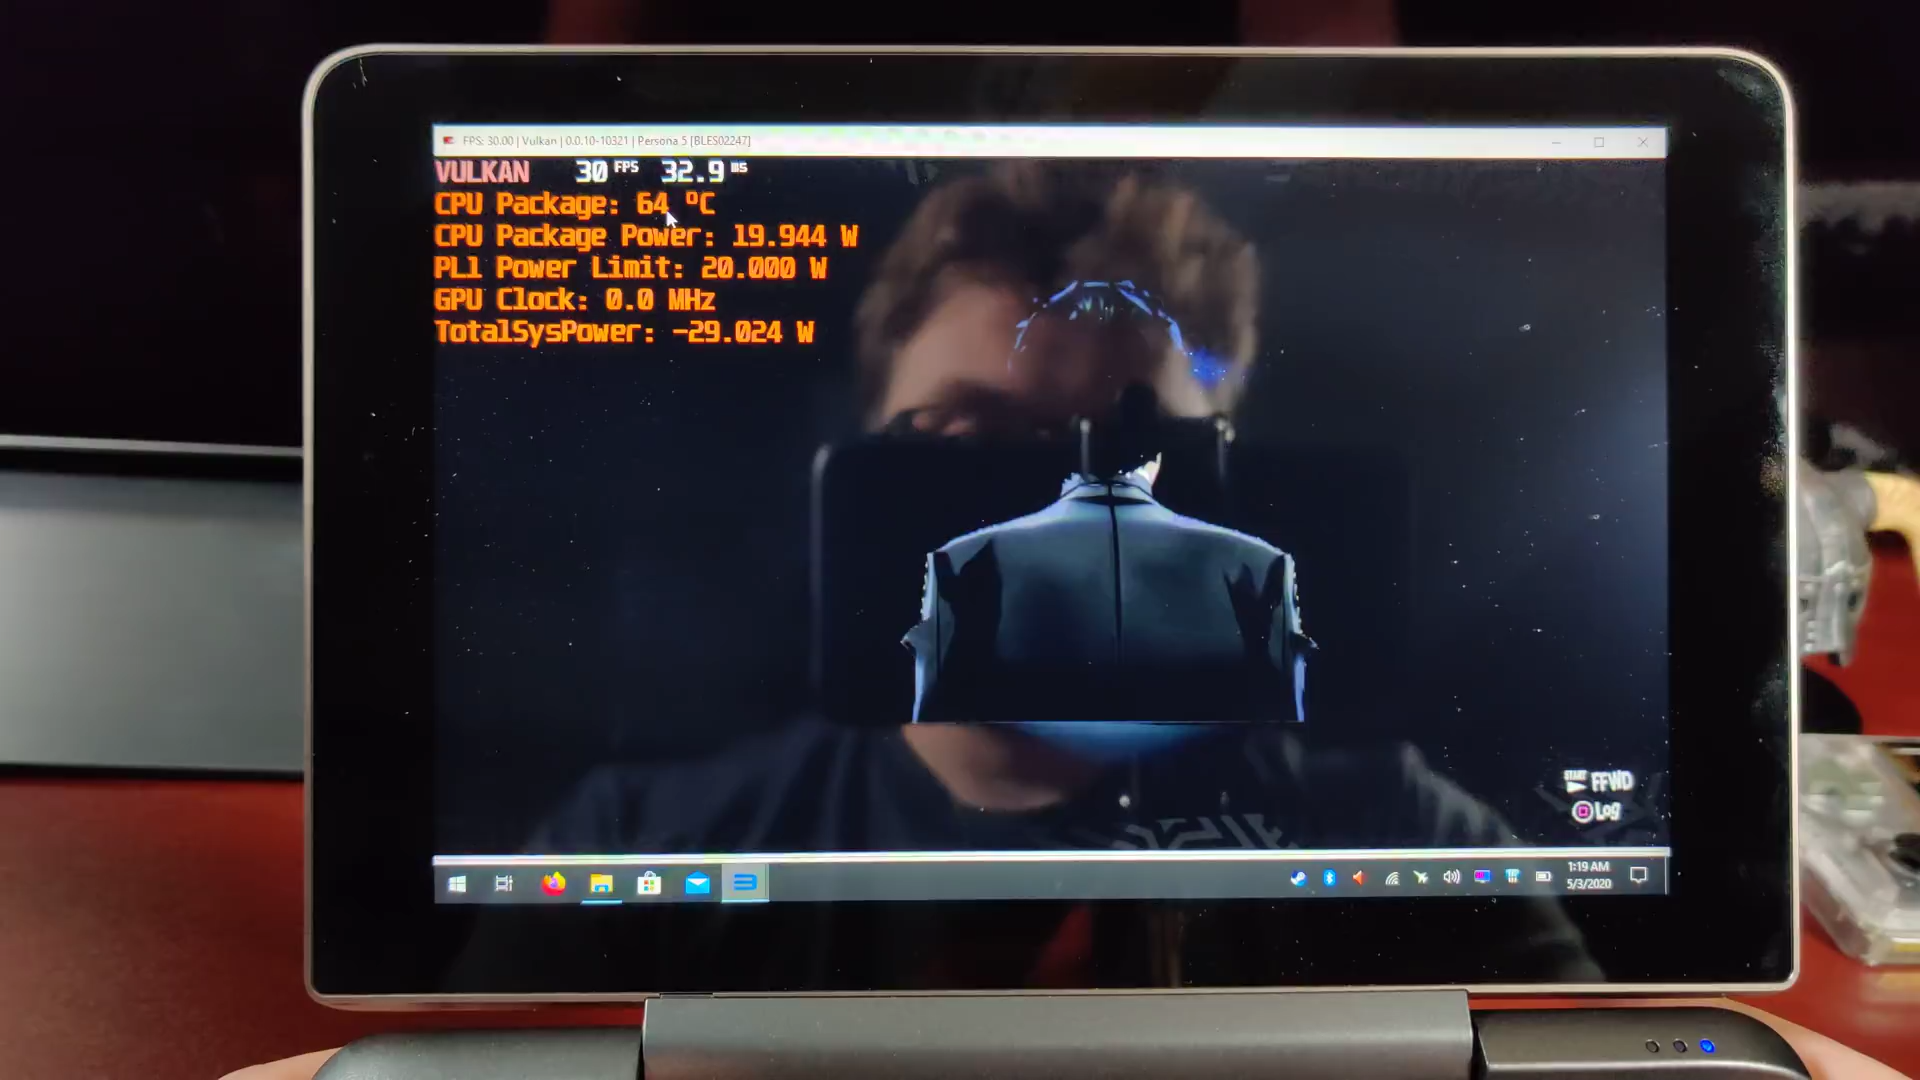 FPS: 30.00 | Vulkan | 0.0.10-10321 | Persona 5 [BLES02247]
VULKAN 30 FPS 32.9 ms
CPU Package: 64 ºC
CPU Package Power: 19.944 W
PL1 Power Limit: 20.000 W
GPU Clock: 0.0 MHz
TotalSysPower: -29.024 W
START FFWD
Log
1:19 AM
5/3/2020